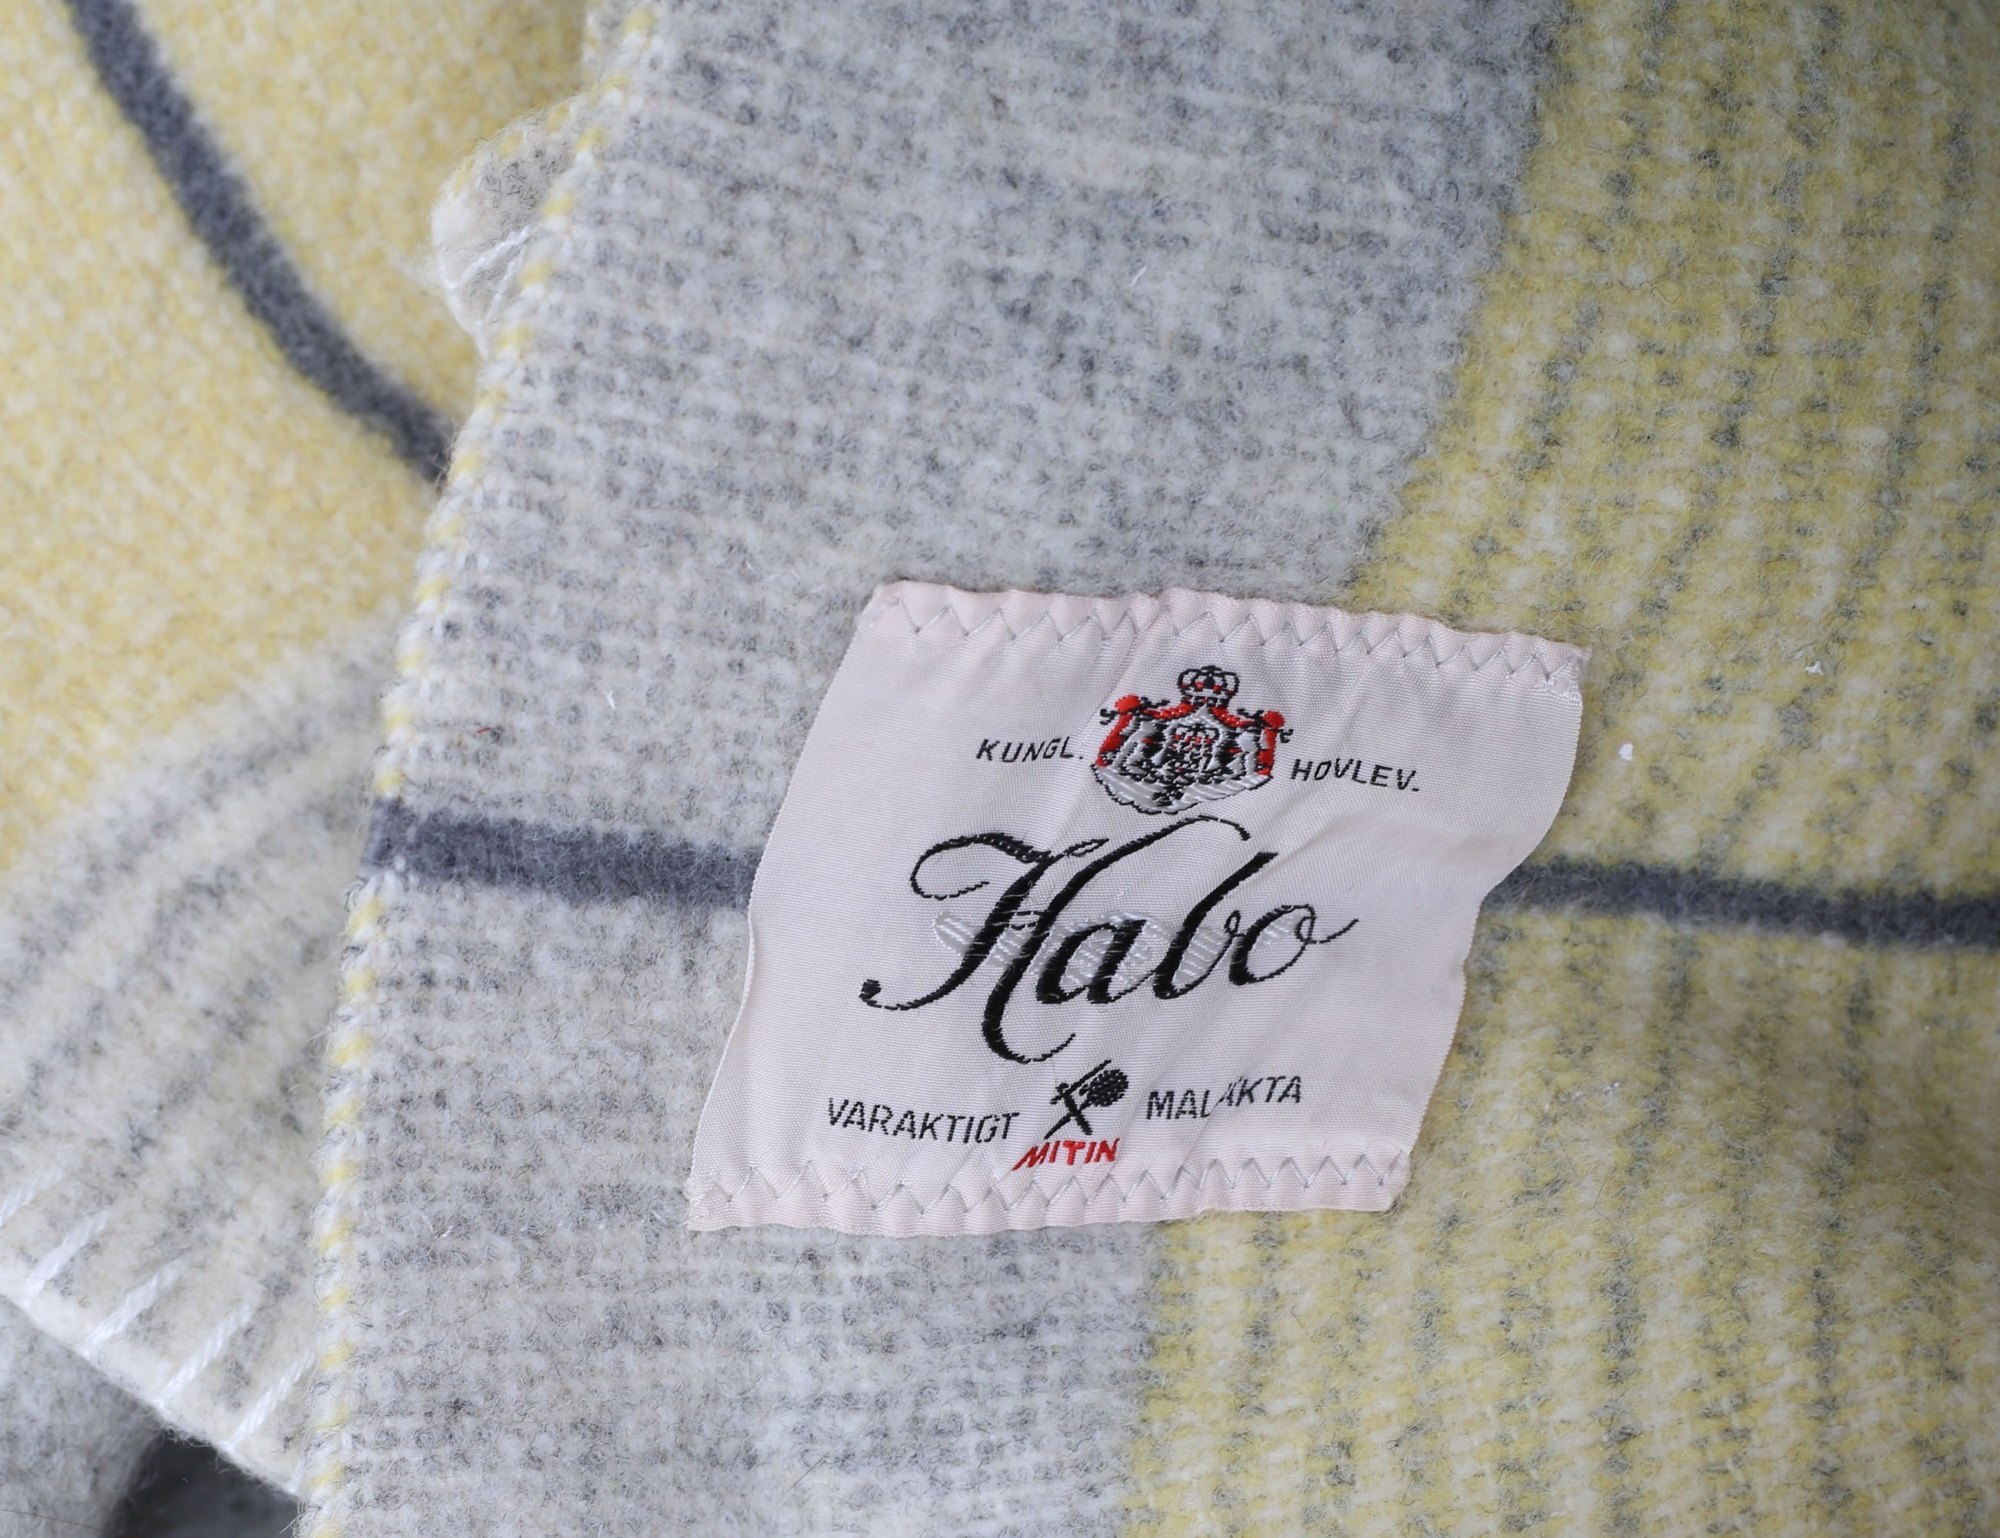 KUNGL. HOVLEV.
Habo
VARAKTIGT MALÄKTA
MITIN